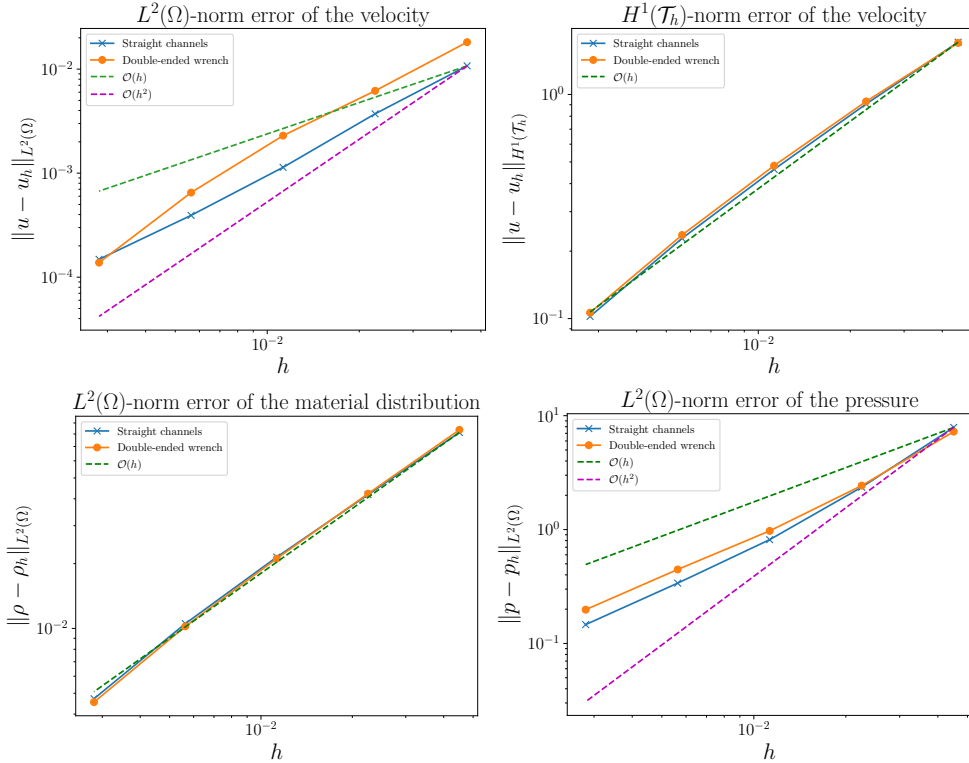 L²(Ω)-norm error of the velocity
Straight channels
Double-ended wrench
𝒪(h)
𝒪(h²)
||u − u_h||_{L²(Ω)}
10⁻²
10⁻³
10⁻⁴
10⁻²
h
H¹(𝒯_h)-norm error of the velocity
Straight channels
Double-ended wrench
𝒪(h)
||u − u_h||_{H¹(𝒯_h)}
10⁰
10⁻¹
10⁻²
h
L²(Ω)-norm error of the material distribution
Straight channels
Double-ended wrench
𝒪(h)
||ρ − ρ_h||_{L²(Ω)}
10⁻²
10⁻²
h
L²(Ω)-norm error of the pressure
Straight channels
Double-ended wrench
𝒪(h)
𝒪(h²)
||p − p_h||_{L²(Ω)}
10¹
10⁰
10⁻¹
10⁻²
h